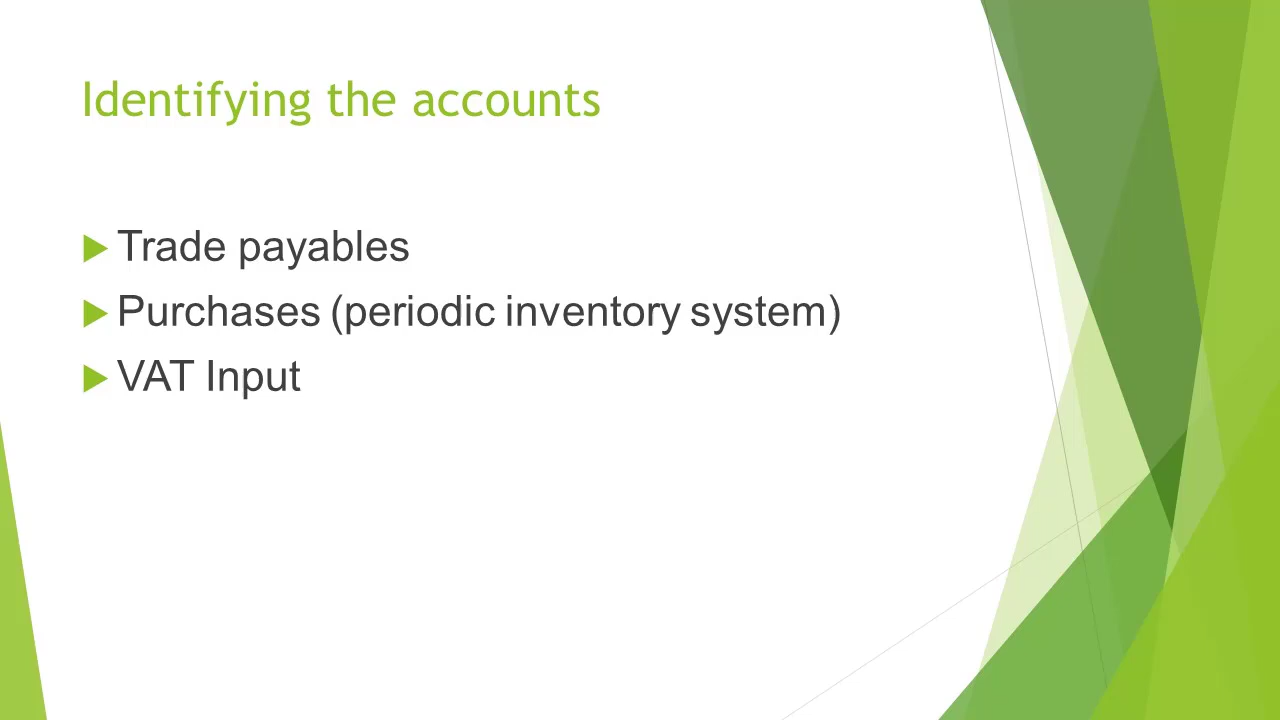 Identifying the accounts
Trade payables
Purchases (periodic inventory system)
VAT Input